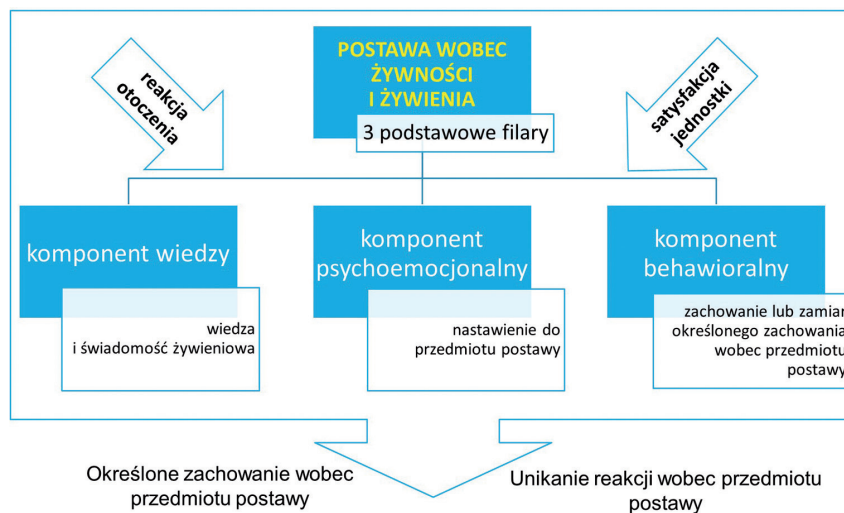 POSTAWA WOBEC
ŻYWNOŚCI
I ŻYWIENIA
3 podstawowe filary
reakcja
otoczenia
satysfakcja
jednostki
komponent wiedzy
wiedza
i świadomość żywieniowa
komponent
psychoemocjonalny
nastawienie do
przedmiotu postawy
komponent
behawioralny
zachowanie lub zamiar
określonego zachowania
wobec przedmiotu
postawy
Określone zachowanie wobec
przedmiotu postawy
Unikanie reakcji wobec przedmiotu
postawy